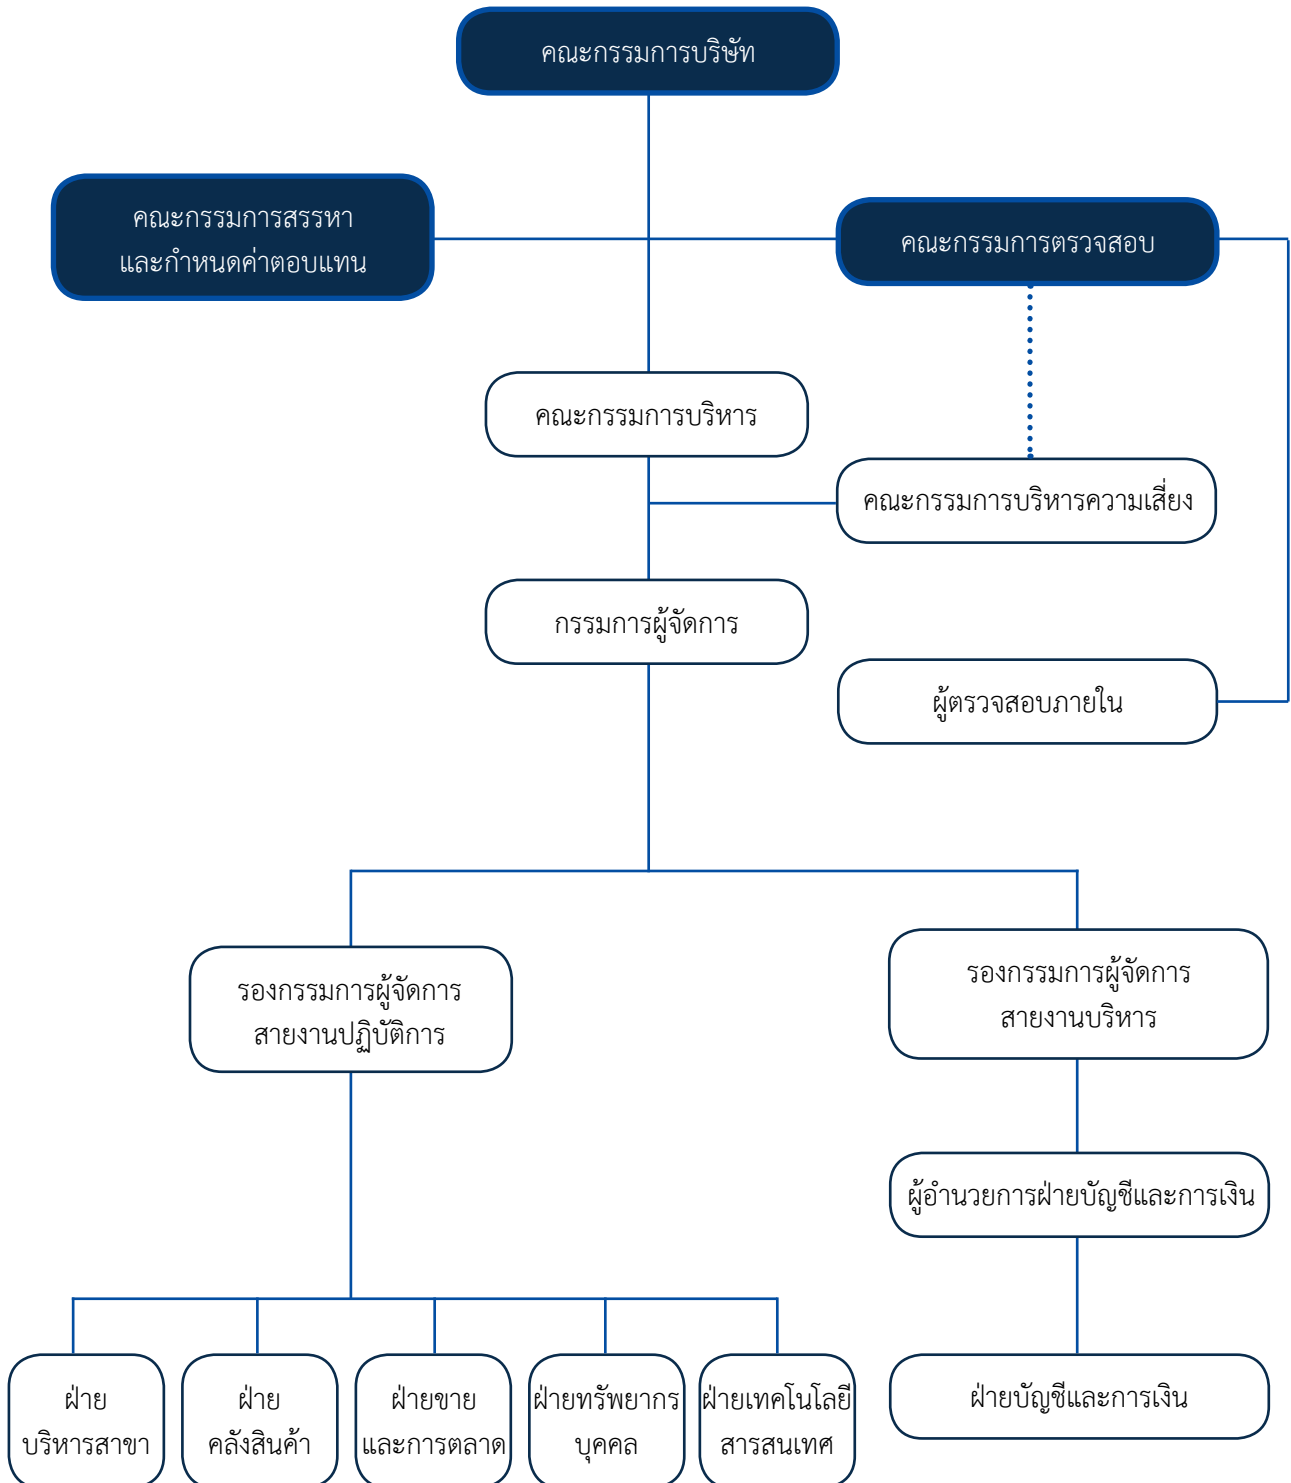 คณะกรรมการบริษัท
คณะกรรมการสรรหา
และกำหนดค่าตอบแทน
คณะกรรมการตรวจสอบ
คณะกรรมการบริหาร
คณะกรรมการบริหารความเสี่ยง
กรรมการผู้จัดการ
ผู้ตรวจสอบภายใน
รองกรรมการผู้จัดการ
สายงานปฏิบัติการ
รองกรรมการผู้จัดการ
สายงานบริหาร
ผู้อำนวยการฝ่ายบัญชีและการเงิน
ฝ่าย
บริหารสาขา
ฝ่าย
คลังสินค้า
ฝ่ายขาย
และการตลาด
ฝ่ายทรัพยากร
บุคคล
ฝ่ายเทคโนโลยี
สารสนเทศ
ฝ่ายบัญชีและการเงิน